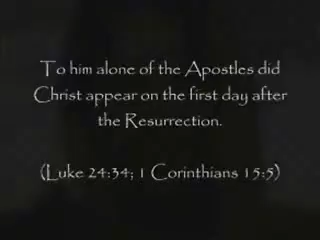 To him alone of the Apostles did
Christ appear on the first day after
the Resurrection.
(Luke 24:34; 1 Corinthians 15:5)